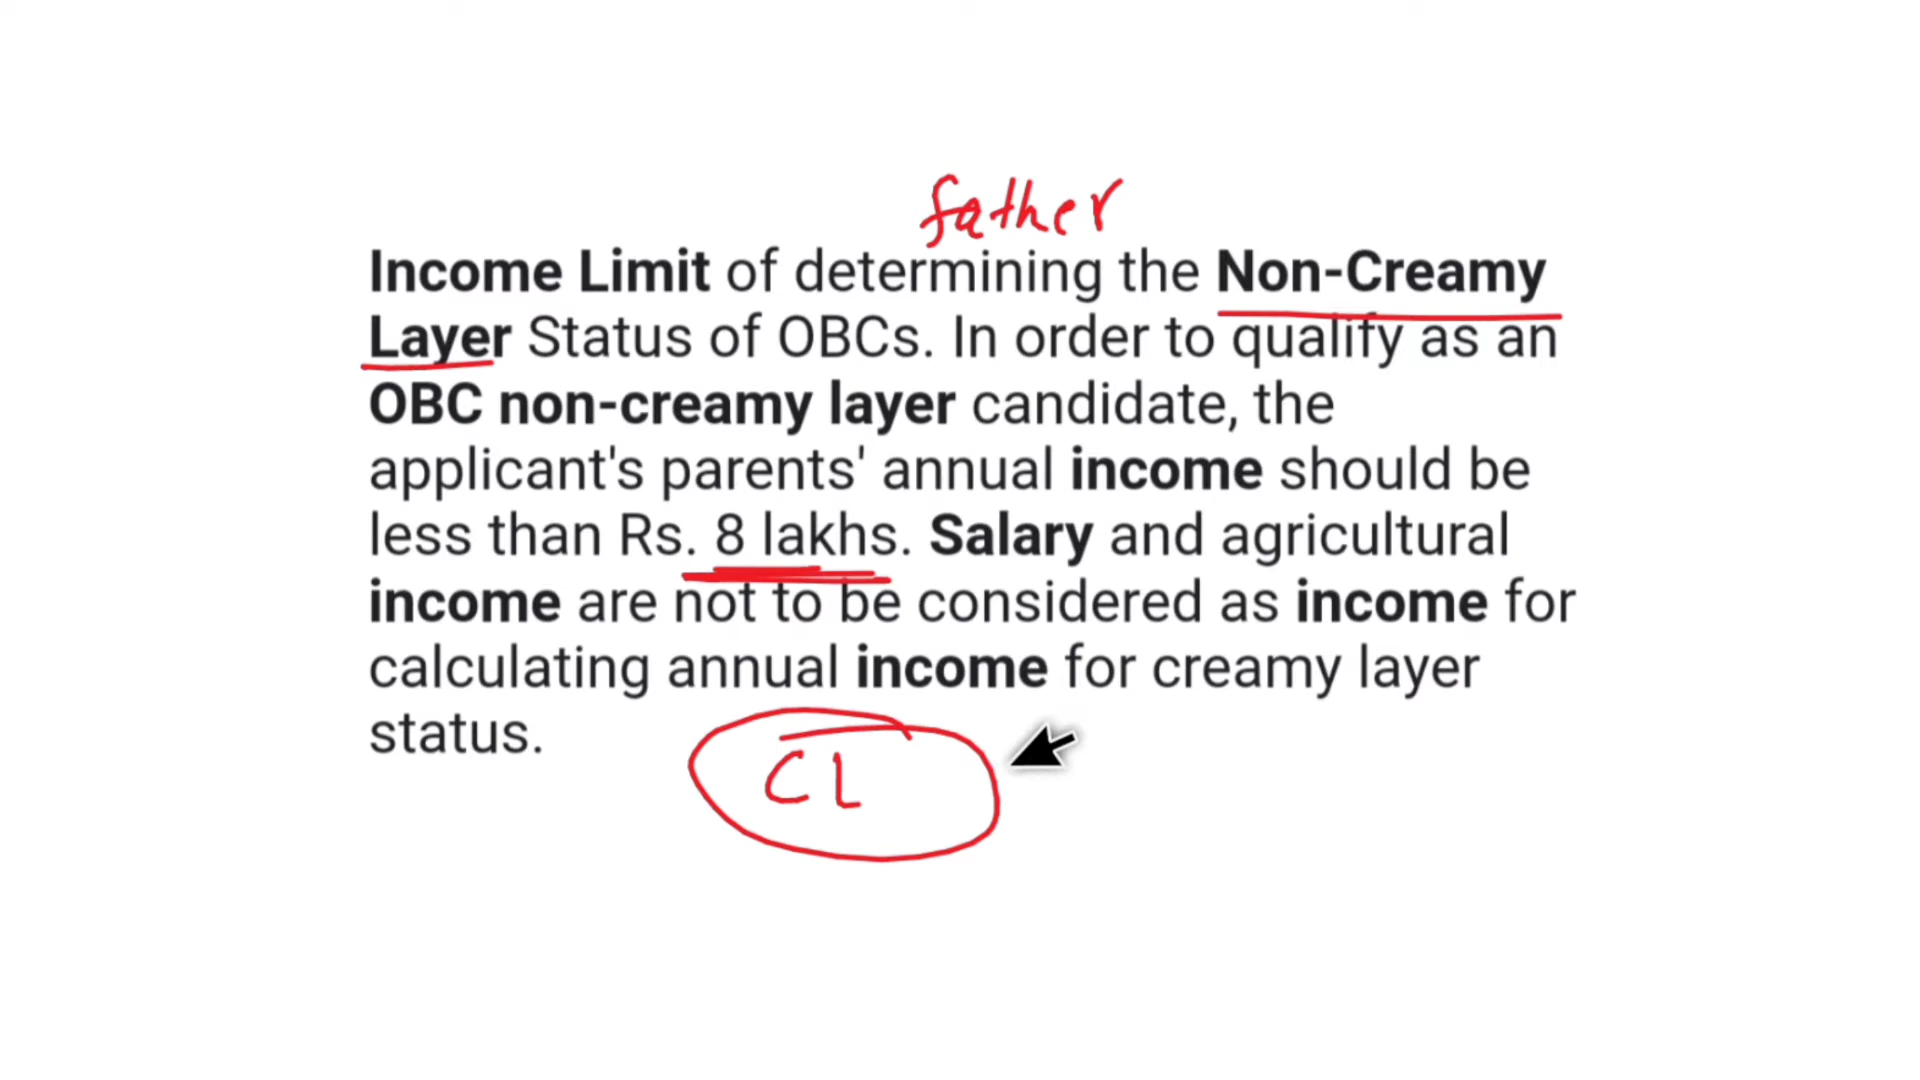 father
Income Limit of determining the Non-Creamy
Layer Status of OBCs. In order to qualify as an
OBC non-creamy layer candidate, the
applicant's parents' annual income should be
less than Rs. 8 lakhs. Salary and agricultural
income are not to be considered as income for
calculating annual income for creamy layer
status.
CL